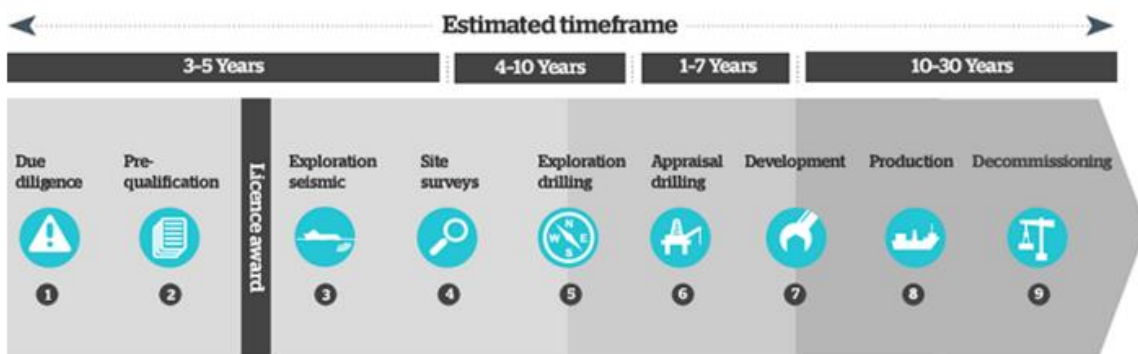 Estimated timeframe
3-5 Years
4-10 Years
1-7 Years
10-30 Years
Due
diligence
1
Pre-
qualification
2
Licence award
Exploration
seismic
3
Site
surveys
4
Exploration
drilling
N
W E
S
5
Appraisal
drilling
6
Development
7
Production
8
Decommissioning
9